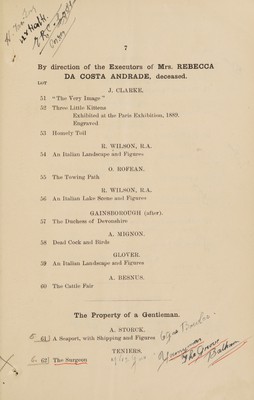 7
By direction of the Executors of Mrs. REBECCA
DA COSTA ANDRADE, deceased.
LOT
J. CLARKE.
51 "The Very Image"
52 Three Little Kittens
Exhibited at the Paris Exhibition, 1889.
Engraved
53 Homely Toil
R. WILSON, R.A.
54 An Italian Landscape and Figures
O. ROFEAN.
55 The Towing Path
R. WILSON, R.A.
56 An Italian Lake Scene and Figures
GAINSBOROUGH (after).
57 The Duchess of Devonshire
A. MIGNON.
58 Dead Cock and Birds
GLOVER.
59 An Italian Landscape and Figures
A. BESNUS.
60 The Cattle Fair
The Property of a Gentleman.
A. STORCK.
61 A Seaport, with Shipping and Figures
TENIERS.
62 The Surgeon